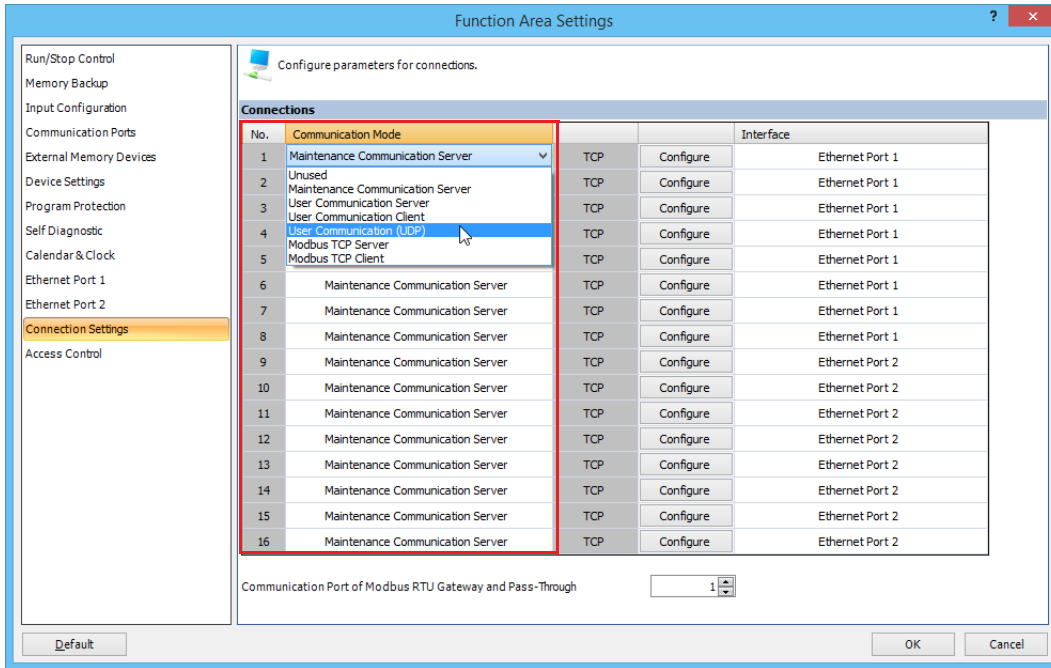 Function Area Settings
? ×
Run/Stop Control
Memory Backup
Input Configuration
Communication Ports
External Memory Devices
Device Settings
Program Protection
Self Diagnostic
Calendar & Clock
Ethernet Port 1
Ethernet Port 2
Connection Settings
Access Control
Configure parameters for connections.
Connections
No. Communication Mode Interface
1 Maintenance Communication Server TCP Configure Ethernet Port 1
Unused
Maintenance Communication Server
User Communication Server
User Communication Client
User Communication (UDP)
Modbus TCP Server
Modbus TCP Client
2 TCP Configure Ethernet Port 1
3 TCP Configure Ethernet Port 1
4 TCP Configure Ethernet Port 1
5 TCP Configure Ethernet Port 1
6 Maintenance Communication Server TCP Configure Ethernet Port 1
7 Maintenance Communication Server TCP Configure Ethernet Port 1
8 Maintenance Communication Server TCP Configure Ethernet Port 1
9 Maintenance Communication Server TCP Configure Ethernet Port 2
10 Maintenance Communication Server TCP Configure Ethernet Port 2
11 Maintenance Communication Server TCP Configure Ethernet Port 2
12 Maintenance Communication Server TCP Configure Ethernet Port 2
13 Maintenance Communication Server TCP Configure Ethernet Port 2
14 Maintenance Communication Server TCP Configure Ethernet Port 2
15 Maintenance Communication Server TCP Configure Ethernet Port 2
16 Maintenance Communication Server TCP Configure Ethernet Port 2
Communication Port of Modbus RTU Gateway and Pass-Through 1
Default OK Cancel